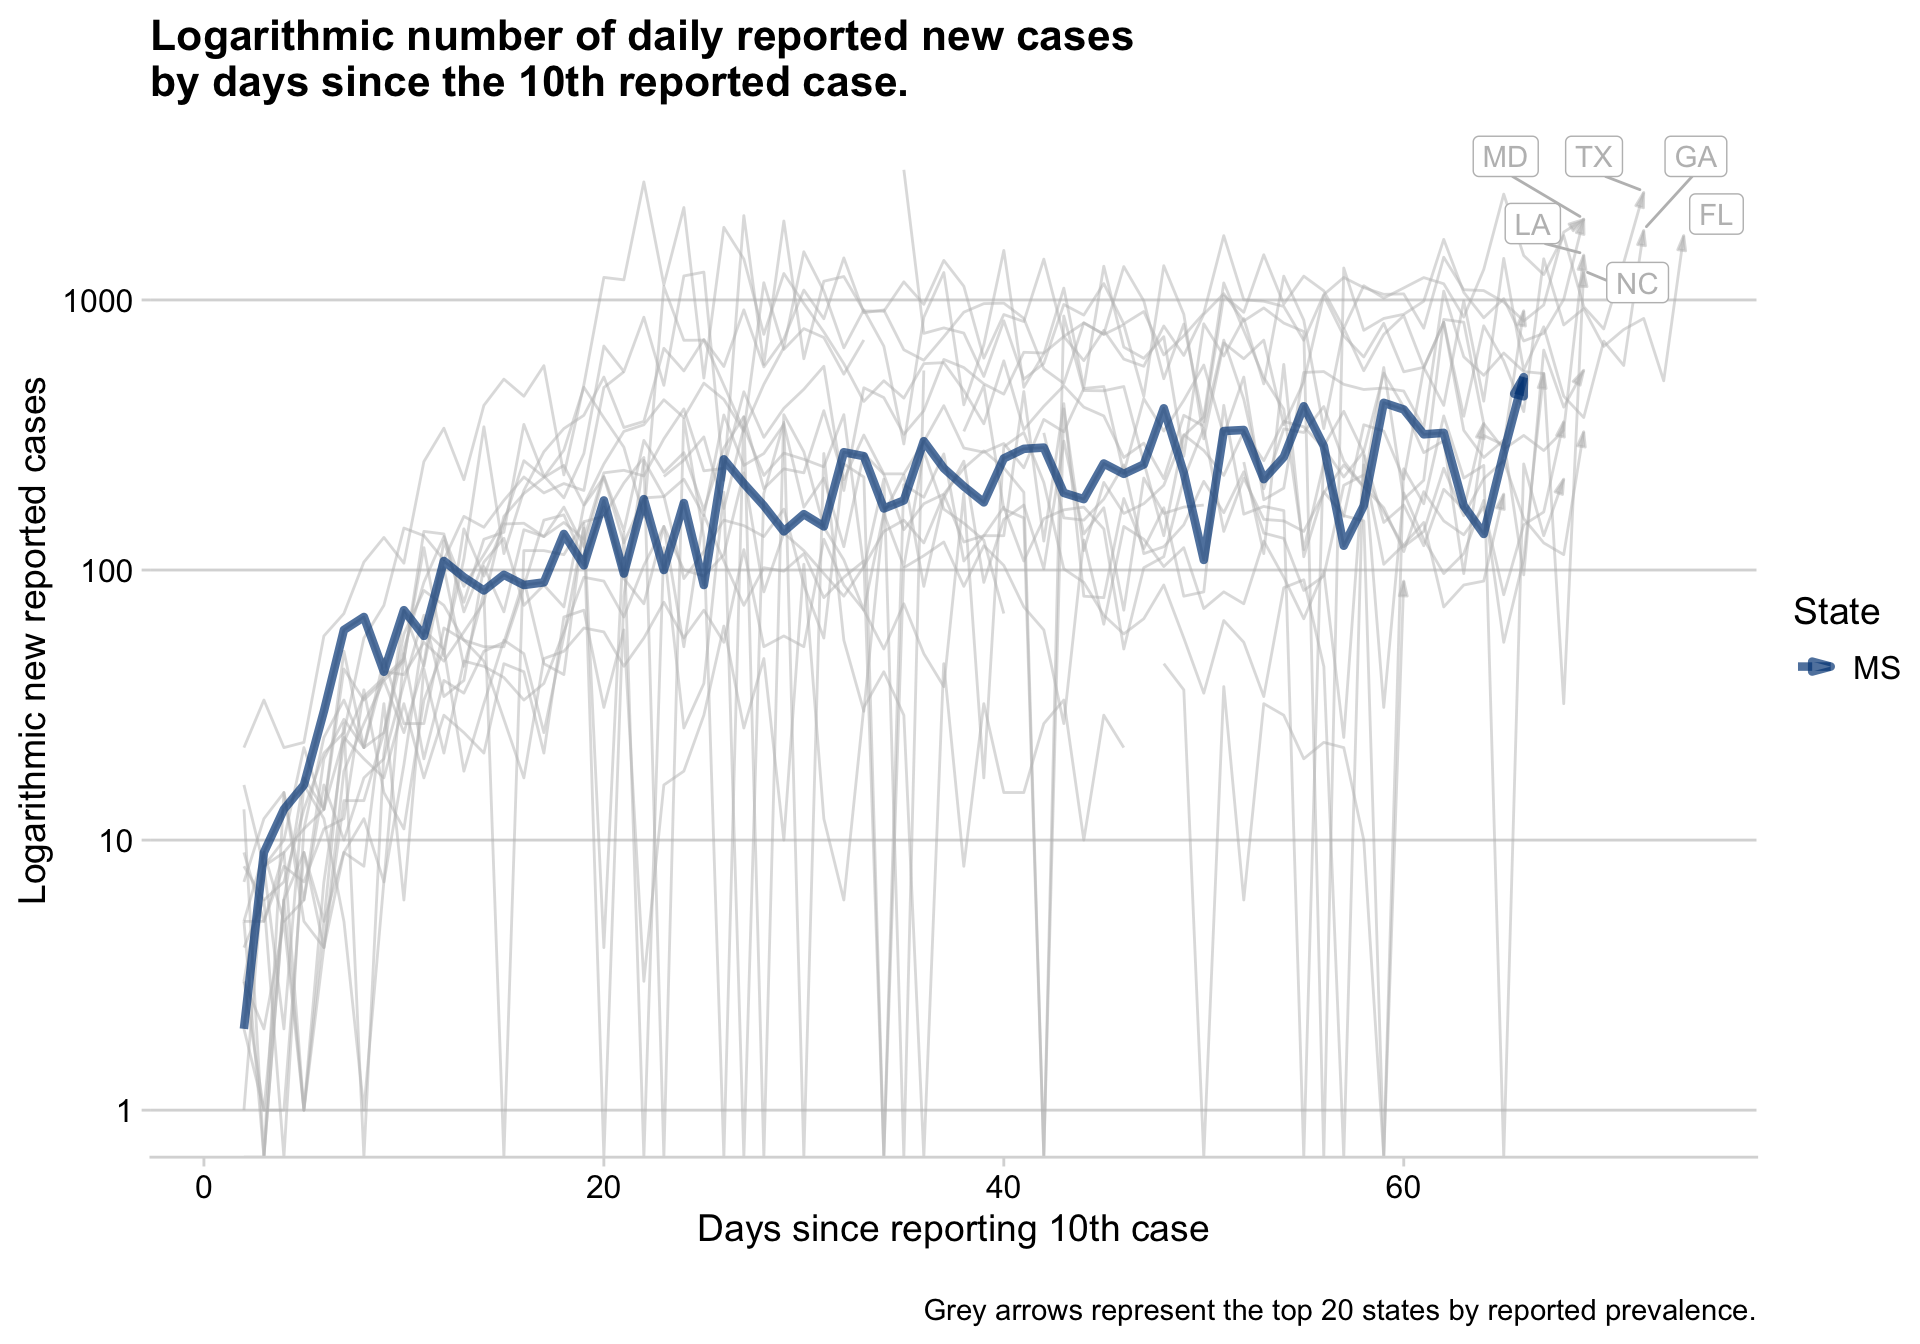 Logarithmic number of daily reported new cases
by days since the 10th reported case.
MD
TX
GA
LA
FL
NC
1000
100
10
1
Logarithmic new reported cases
0
20
40
60
Days since reporting 10th case
State
MS
Grey arrows represent the top 20 states by reported prevalence.